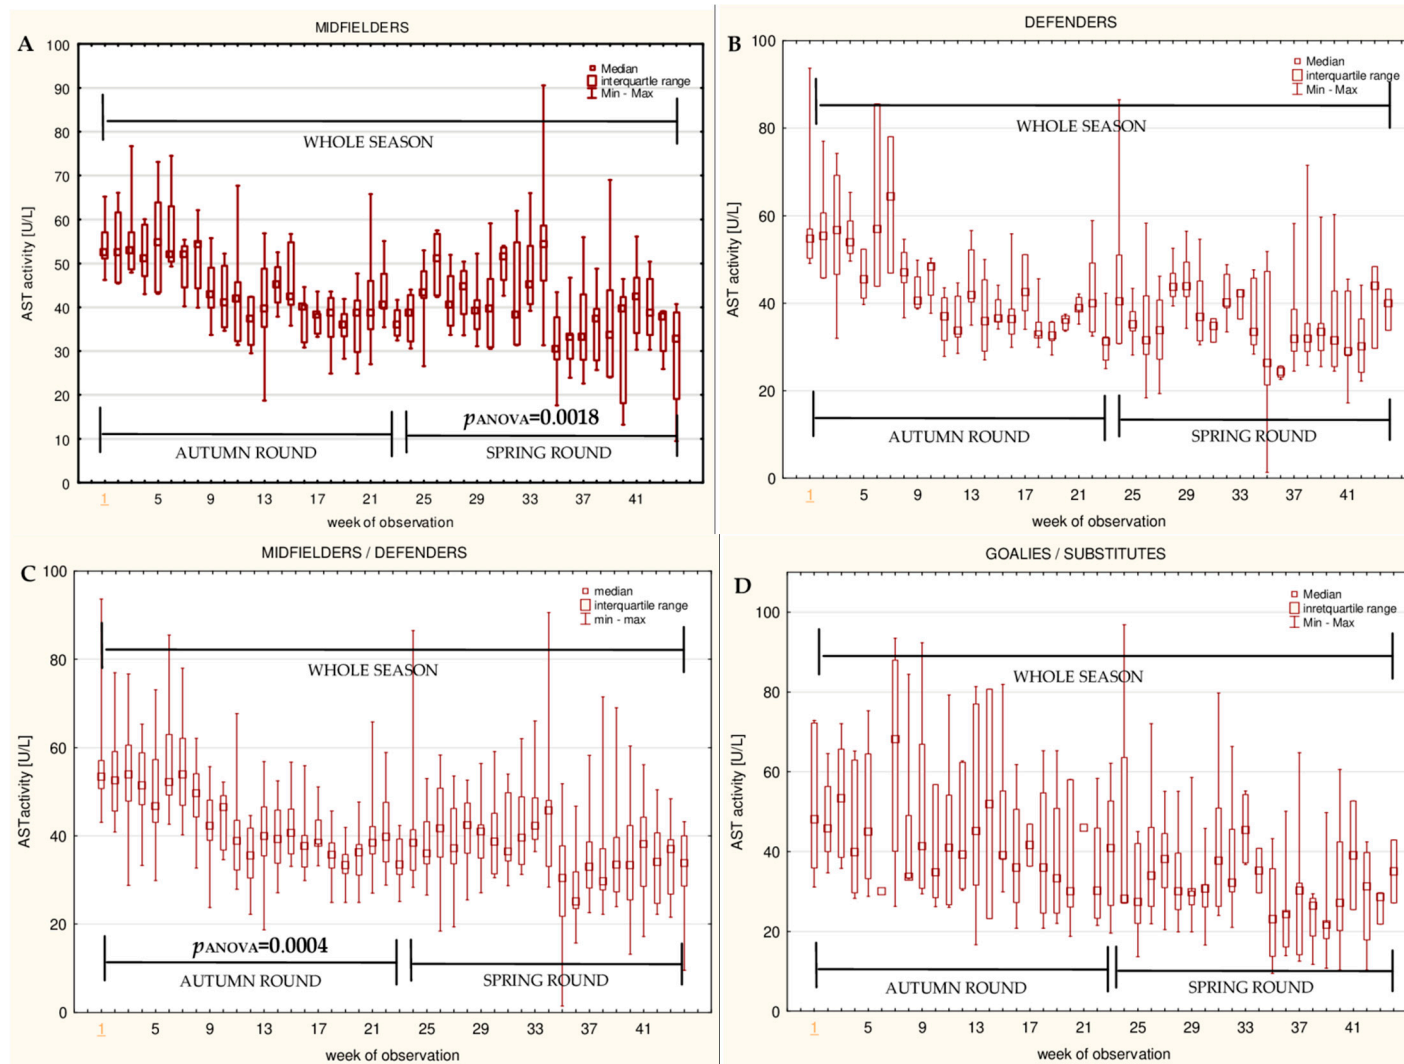 A
MIDFIELDERS
100
90
80
70
60
50
40
30
20
10
0
AST activity [U/L]
Median
interquartile range
Min - Max
WHOLE SEASON
pANOVA=0.0018
AUTUMN ROUND
SPRING ROUND
1 5 9 13 17 21 25 29 33 37 41
week of observation
B
DEFENDERS
100
80
60
40
20
0
AST activity [U/L]
Median
interquartile range
Min - Max
WHOLE SEASON
AUTUMN ROUND
SPRING ROUND
1 5 9 13 17 21 25 29 33 37 41
week of observation
C
MIDFIELDERS / DEFENDERS
100
80
60
40
20
0
ASTactivity [U/L]
median
interquartile range
min - max
WHOLE SEASON
pANOVA=0.0004
AUTUMN ROUND
SPRING ROUND
1 5 9 13 17 21 25 29 33 37 41
week of observation
D
GOALIES / SUBSTITUTES
100
80
60
40
20
0
AST activity [U/L]
Median
inretquartile range
Min - Max
WHOLE SEASON
AUTUMN ROUND
SPRING ROUND
1 5 9 13 17 21 25 29 33 37 41
week of observation